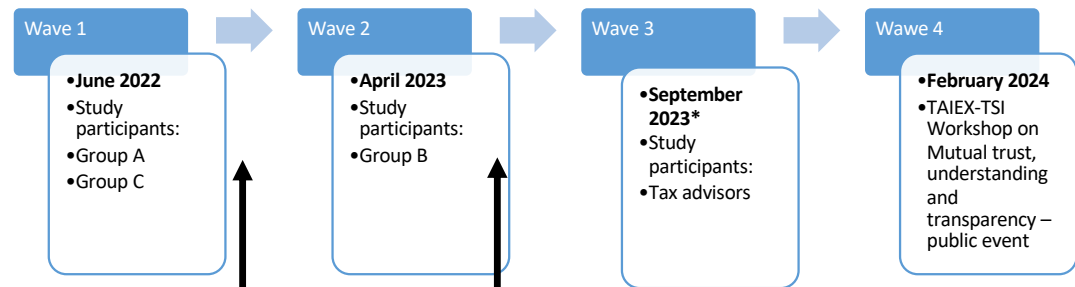 Wave 1
•June 2022
•Study
participants:
•Group A
•Group C
Wave 2
•April 2023
•Study
participants:
•Group B
Wave 3
•September
2023*
•Study
participants:
•Tax advisors
Wawe 4
•February 2024
•TAIEX-TSI
Workshop on
Mutual trust,
understanding
and
transparency –
public event